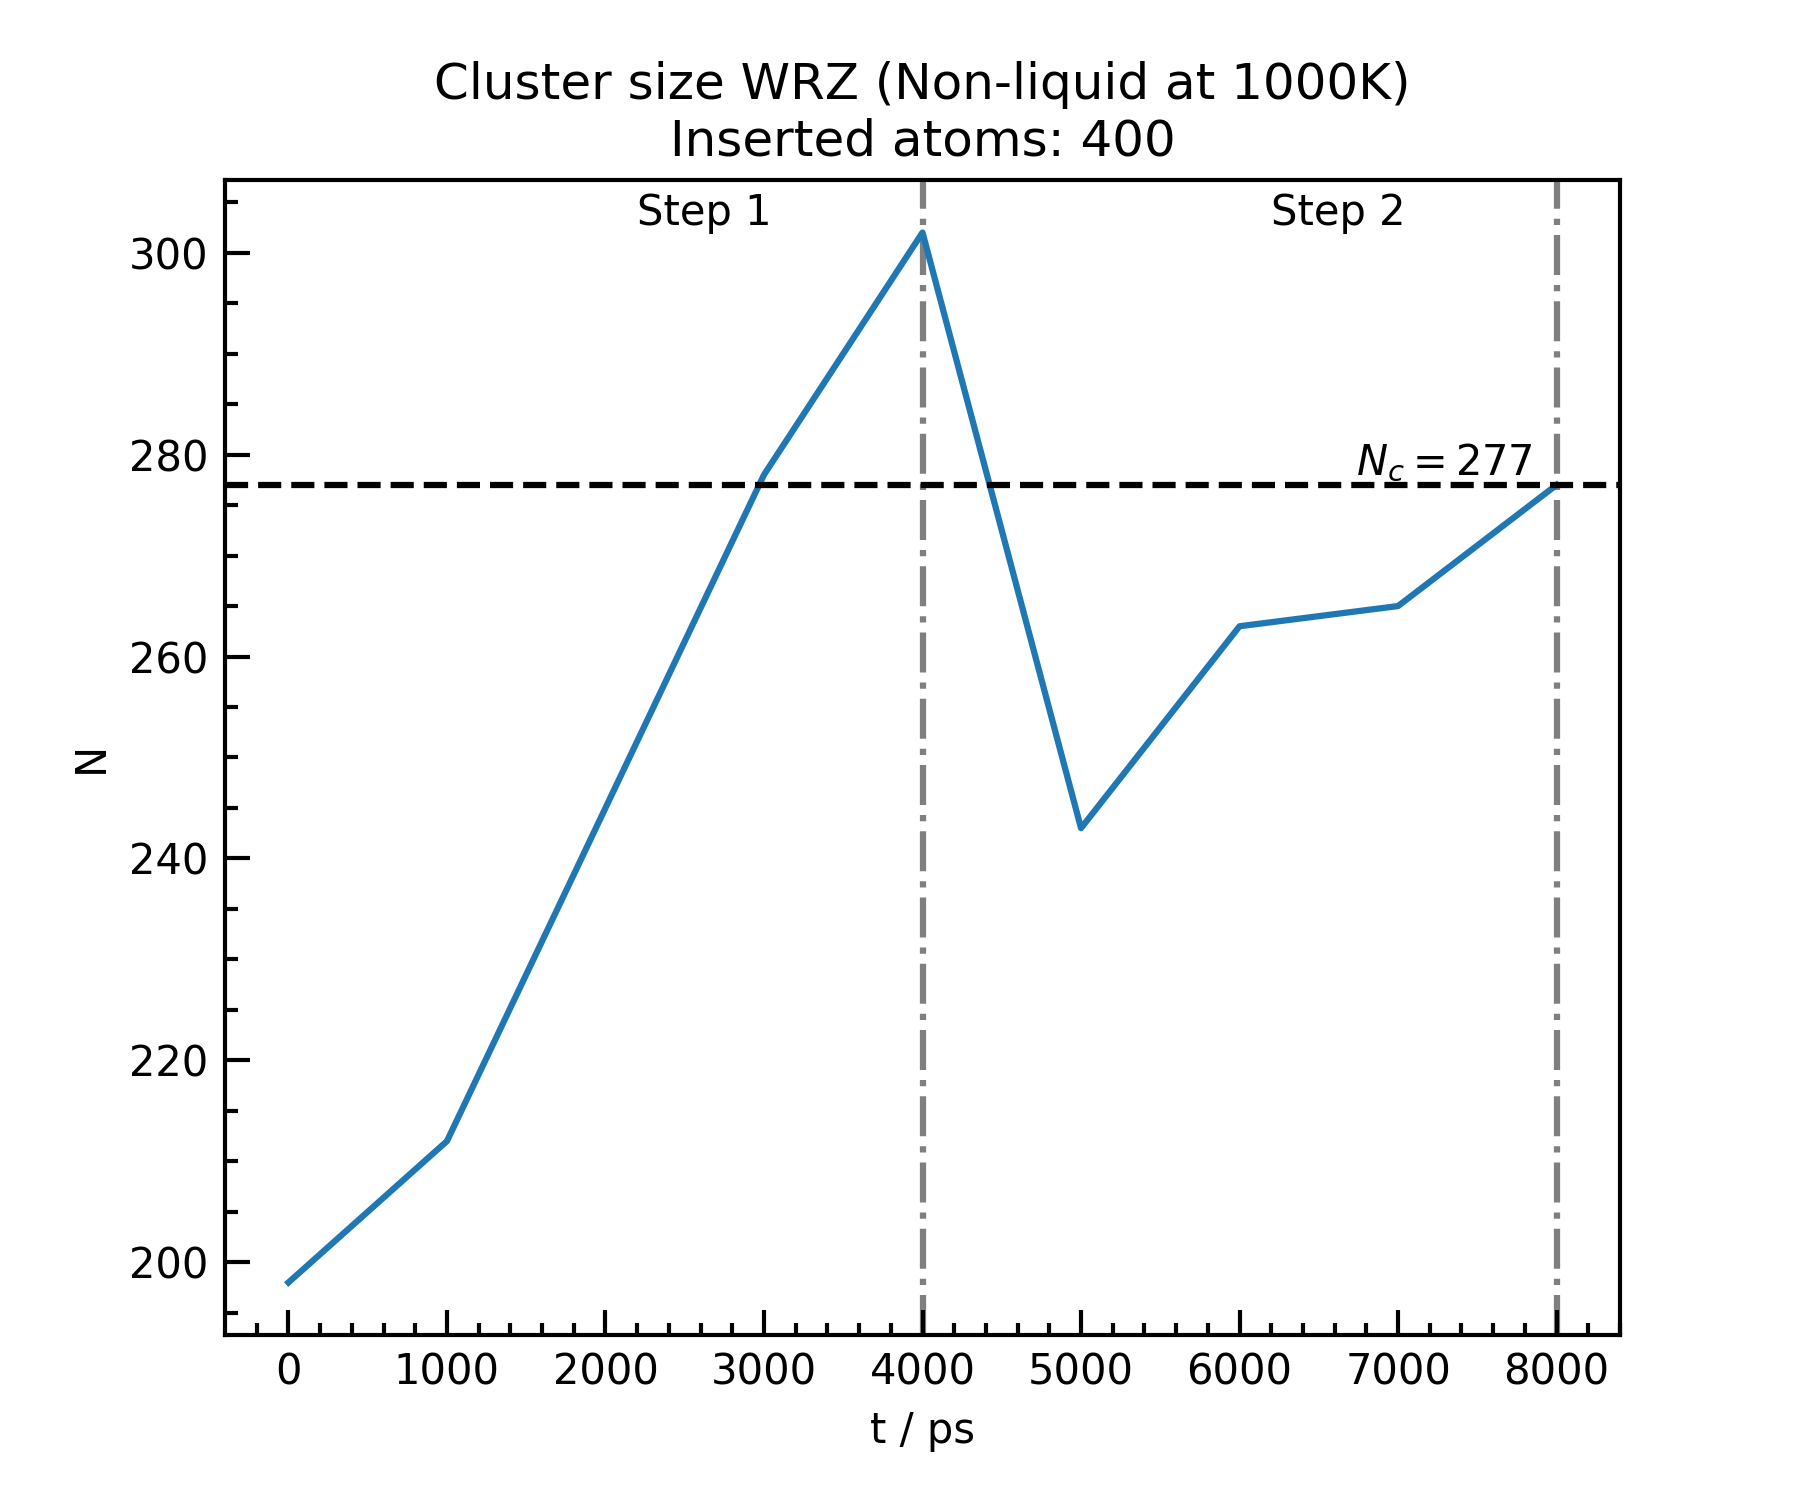 Cluster size WRZ (Non-liquid at 1000K)
Inserted atoms: 400
Step 1
Step 2
300
280
260
240
220
200
N_c = 277
N
0 1000 2000 3000 4000 5000 6000 7000 8000
t / ps